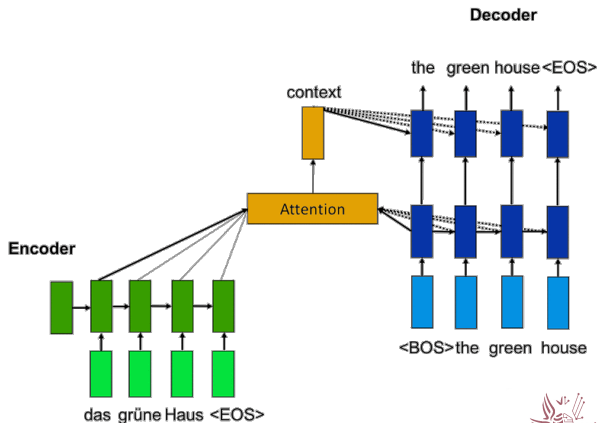 Decoder
the green house <EOS>
context
Attention
Encoder
<BOS> the green house
das grüne Haus <EOS>